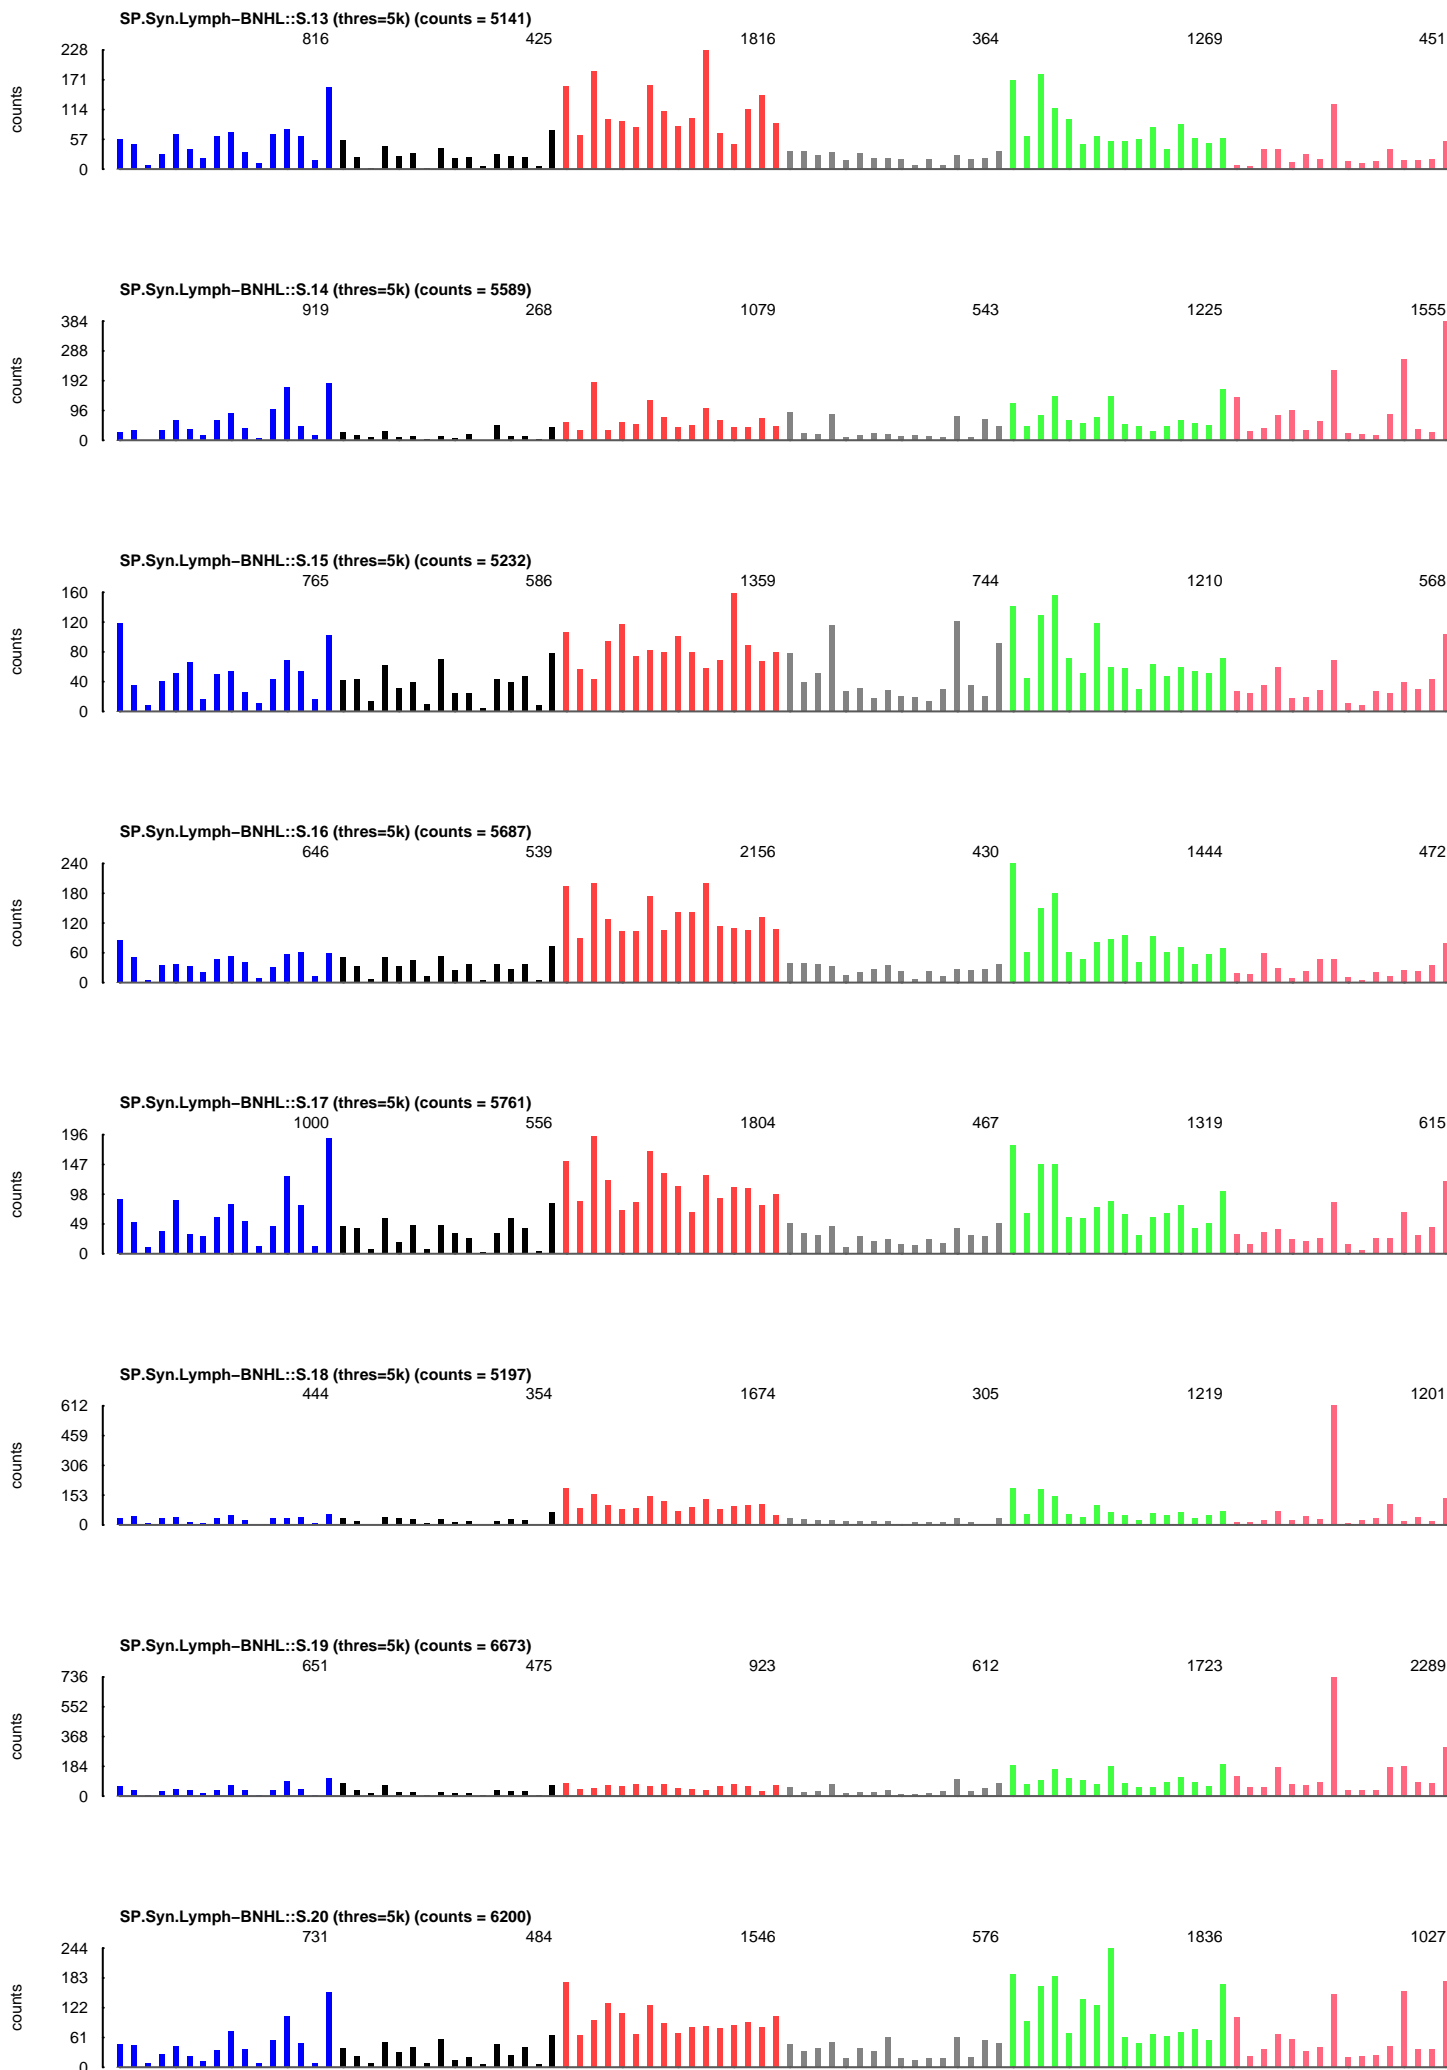 SP.Syn.Lymph−BNHL::S.13 (thres=5k) (counts = 5141)
816 425 1816 364 1269 451
228
171
114
57
0
counts
SP.Syn.Lymph−BNHL::S.14 (thres=5k) (counts = 5589)
919 268 1079 543 1225 1555
384
288
192
96
0
counts
SP.Syn.Lymph−BNHL::S.15 (thres=5k) (counts = 5232)
765 586 1359 744 1210 568
160
120
80
40
0
counts
SP.Syn.Lymph−BNHL::S.16 (thres=5k) (counts = 5687)
646 539 2156 430 1444 472
240
180
120
60
0
counts
SP.Syn.Lymph−BNHL::S.17 (thres=5k) (counts = 5761)
1000 556 1804 467 1319 615
196
147
98
49
0
counts
SP.Syn.Lymph−BNHL::S.18 (thres=5k) (counts = 5197)
444 354 1674 305 1219 1201
612
459
306
153
0
counts
SP.Syn.Lymph−BNHL::S.19 (thres=5k) (counts = 6673)
651 475 923 612 1723 2289
736
552
368
184
0
counts
SP.Syn.Lymph−BNHL::S.20 (thres=5k) (counts = 6200)
731 484 1546 576 1836 1027
244
183
122
61
0
counts